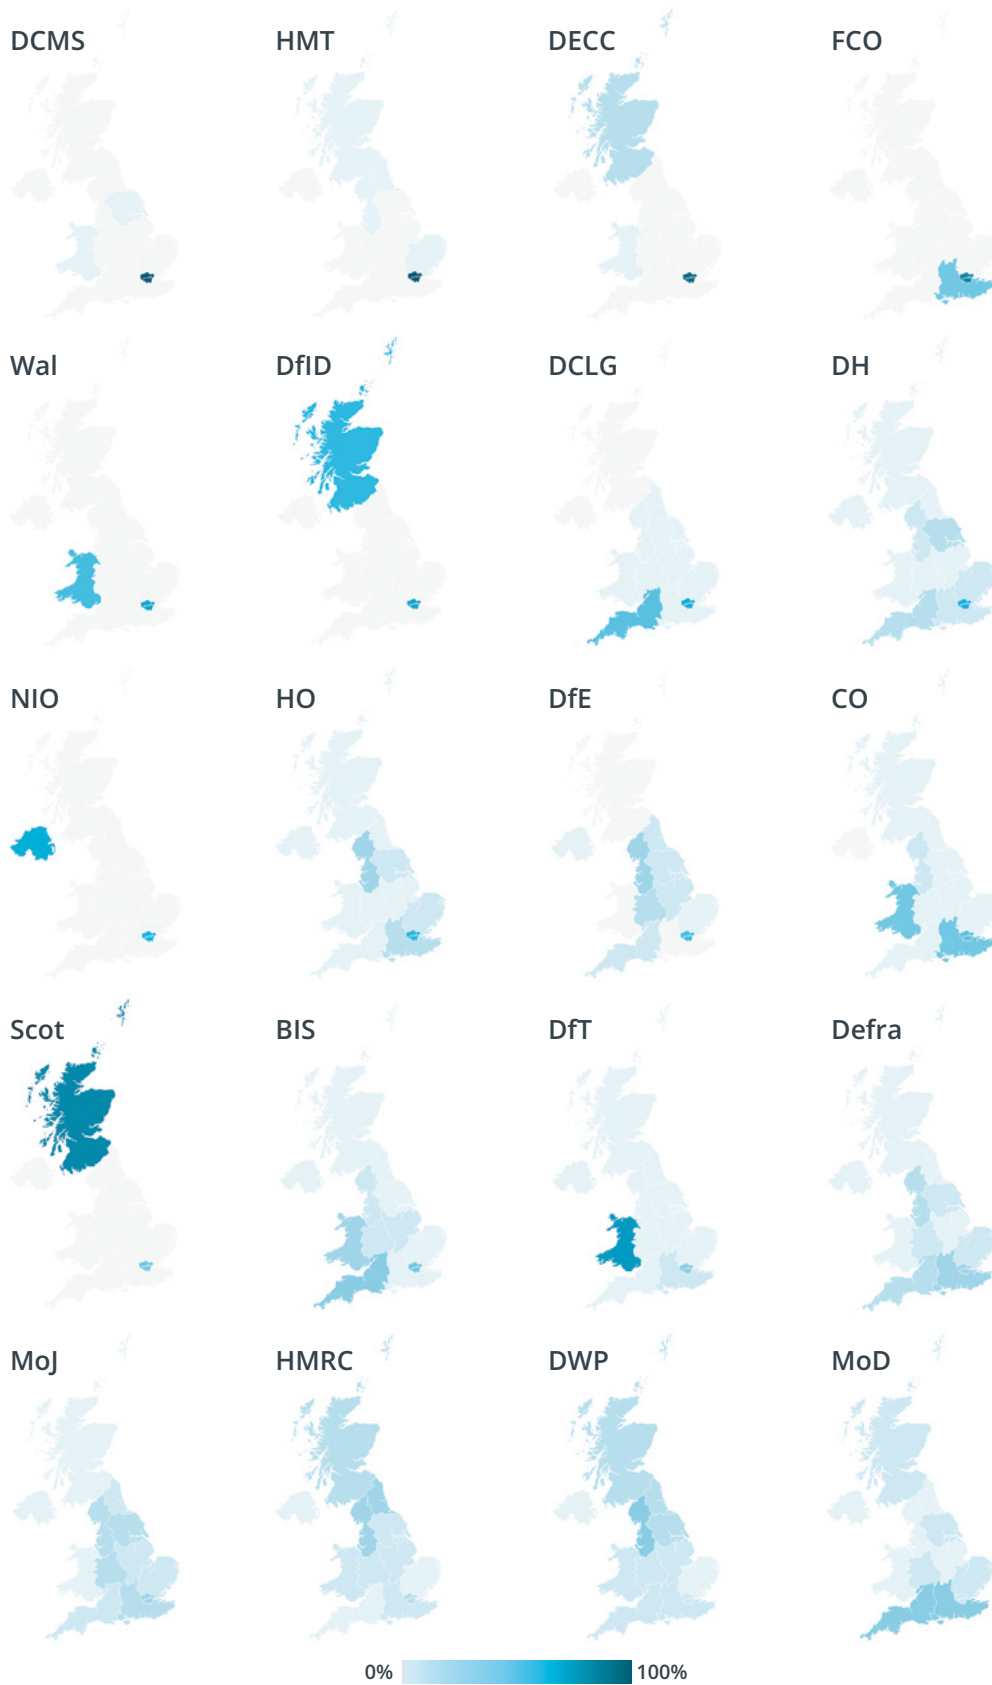 DCMS HMT DECC FCO
Wal DfID DCLG DH
NIO HO DfE CO
Scot BIS DfT Defra
MoJ HMRC DWP MoD
0% 100%